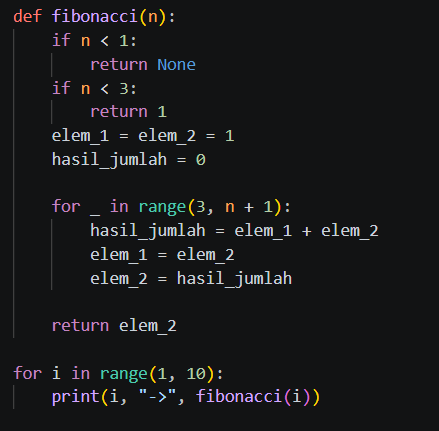 def fibonacci(n):
    if n < 1:
        return None
    if n < 3:
        return 1
    elem_1 = elem_2 = 1
    hasil_jumlah = 0

    for _ in range(3, n + 1):
        hasil_jumlah = elem_1 + elem_2
        elem_1 = elem_2
        elem_2 = hasil_jumlah

    return elem_2

for i in range(1, 10):
    print(i, "->", fibonacci(i))